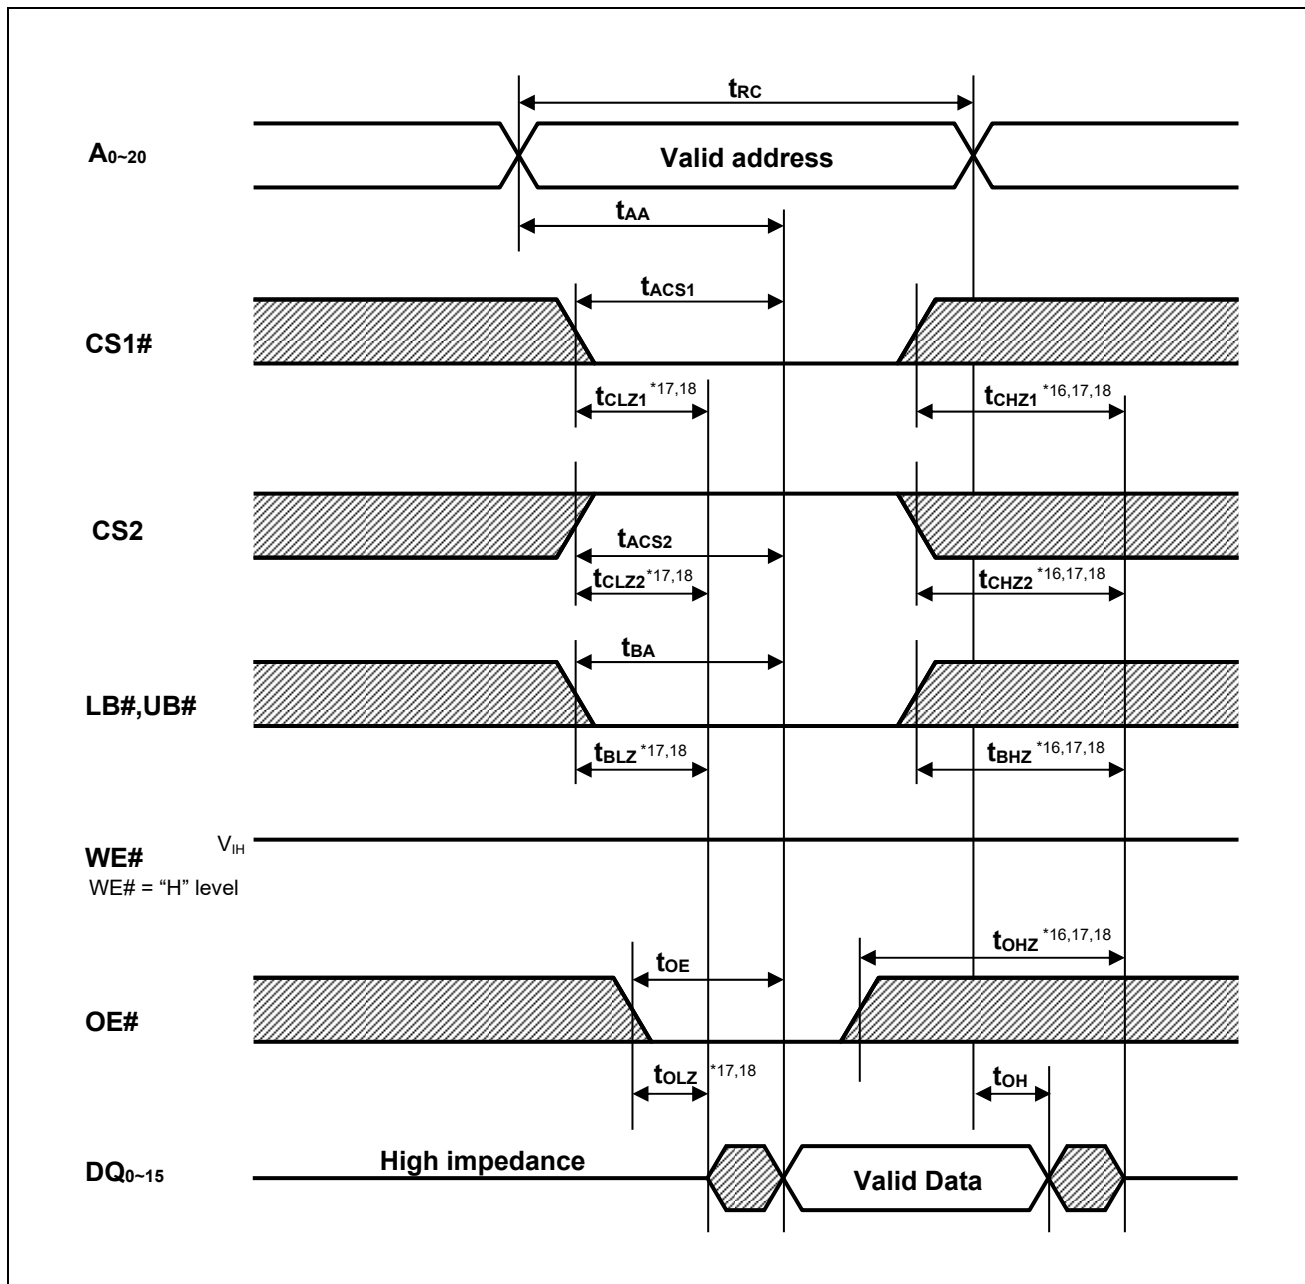 tRC
A0~20
Valid address
tAA
tACS1
CS1#
tCLZ1 *17,18
tCHZ1 *16,17,18
CS2
tACS2
tCLZ2 *17,18
tCHZ2 *16,17,18
tBA
LB#,UB#
tBLZ *17,18
tBHZ *16,17,18
VIH
WE#
WE# = “H” level
tOHZ *16,17,18
tOE
OE#
tOLZ *17,18
tOH
High impedance
DQ0~15
Valid Data